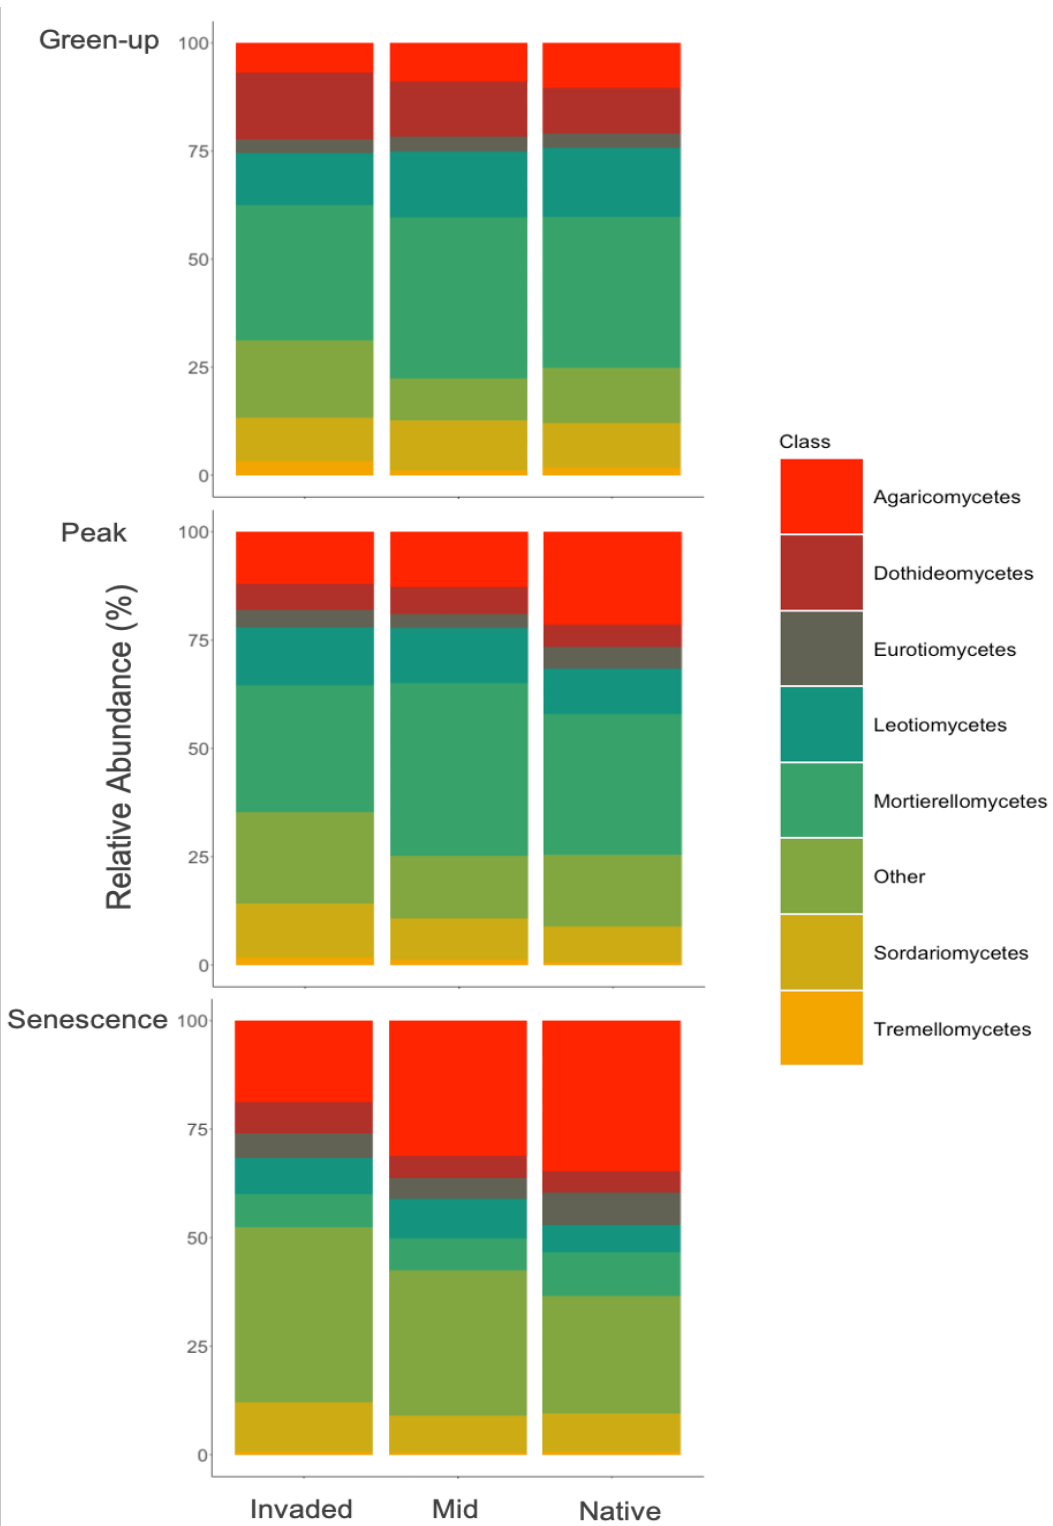 Green-up
100
75
50
25
0
Peak
100
75
50
25
0
Relative Abundance (%)
Senescence
100
75
50
25
0
Invaded
Mid
Native
Class
Agaricomycetes
Dothideomycetes
Eurotiomycetes
Leotiomycetes
Mortierellomycetes
Other
Sordariomycetes
Tremellomycetes